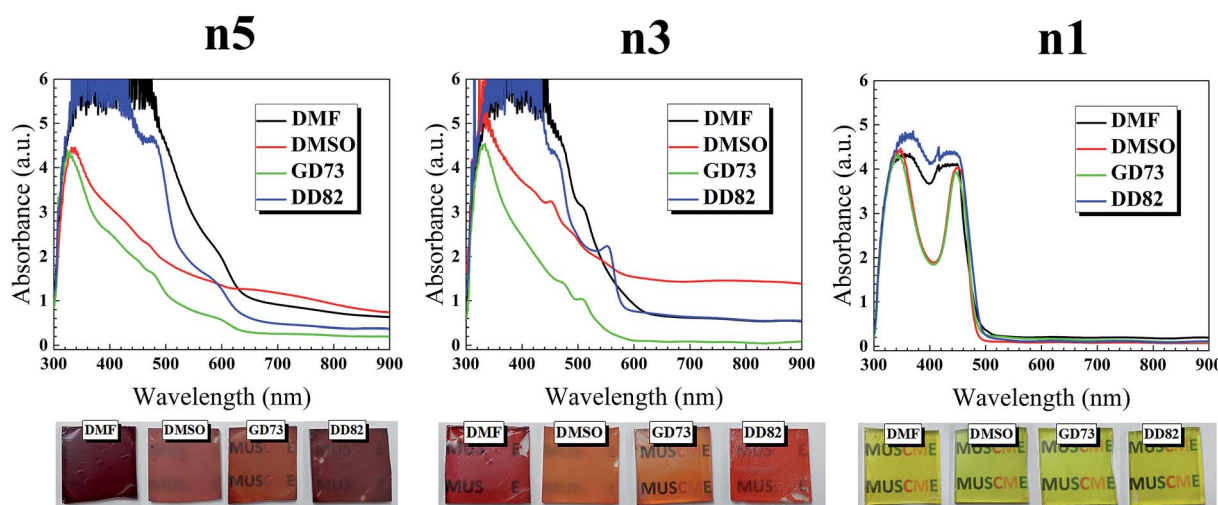 n5
n3
n1
Absorbance (a.u.)
6
5
4
3
2
1
0
300 400 500 600 700 800 900
Wavelength (nm)
DMF
DMSO
GD73
DD82
Absorbance (a.u.)
6
5
4
3
2
1
0
300 400 500 600 700 800 900
Wavelength (nm)
DMF
DMSO
GD73
DD82
Absorbance (a.u.)
6
5
4
3
2
1
0
300 400 500 600 700 800 900
Wavelength (nm)
DMF
DMSO
GD73
DD82
DMF DMSO GD73 DD82
MUS
DMF DMSO GD73 DD82
MUS E MUSCME MUS E
DMF DMSO GD73 DD82
MUSCME MUSCME MUSCME MUSCME
MUSCME MUSCME MUSCME MUSCME